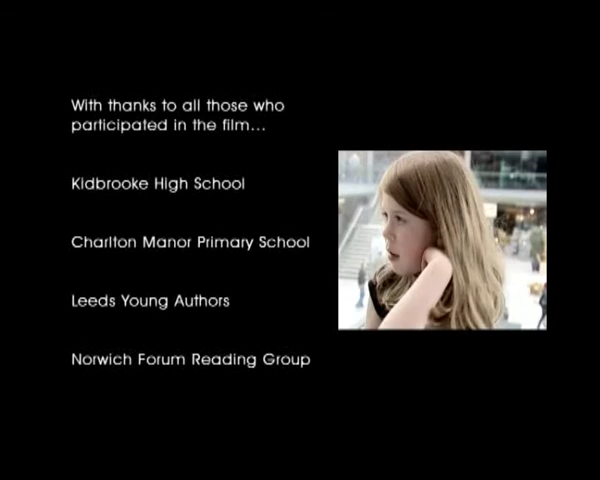 With thanks to all those who
participated in the film...
Kidbrooke High School
Charlton Manor Primary School
Leeds Young Authors
Norwich Forum Reading Group